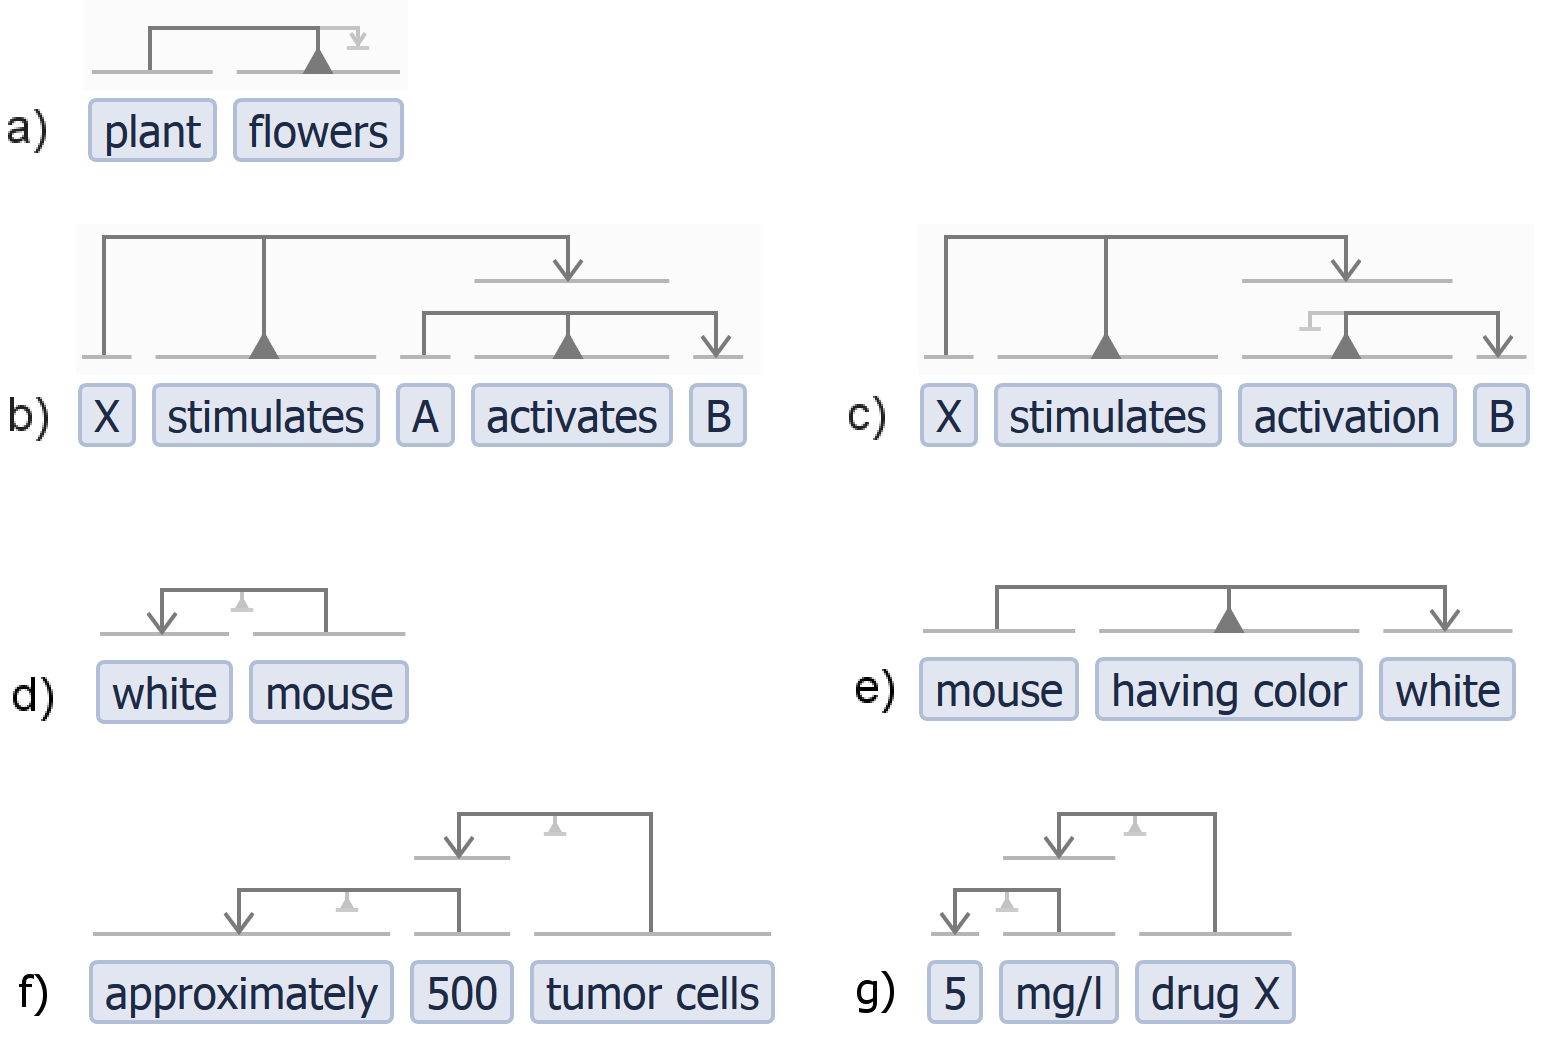 a) plant flowers
b) X stimulates A activates B
c) X stimulates activation B
d) white mouse
e) mouse having color white
f) approximately 500 tumor cells
g) 5 mg/l drug X